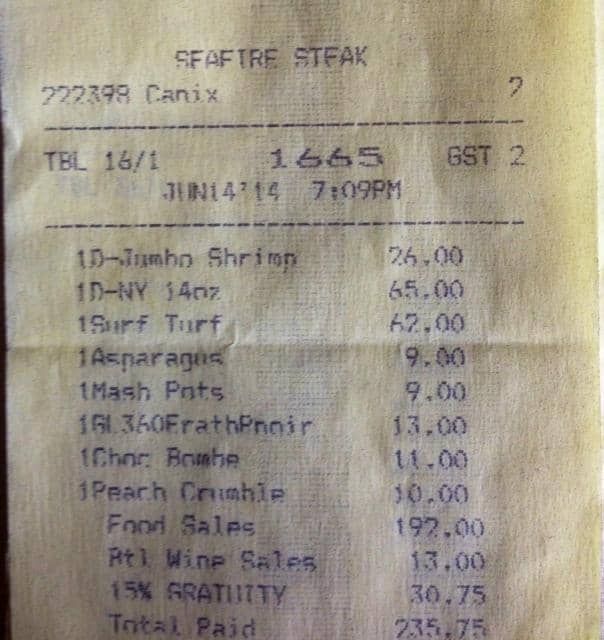 SEAFIRE STEAK
222398 Canix 2
TBL 16/1 1665 GST 2
JUN14'14 7:09PM
1D-Jumbo Shrimp 26.00
1D-NY 14oz 65.00
1Surf Turf 62.00
1Asparagus 9.00
1Mash Pots 9.00
1GL360ErathPnoir 13.00
1Choc Bombe 11.00
1Peach Crumble 10.00
Food Sales 192.00
Btl Wine Sales 13.00
15% GRATUITY 30.75
Total Paid 235.75